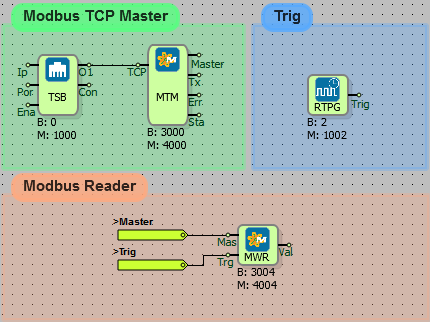 Modbus TCP Master
Trig
Ip
O1
TCP
Master
Por
Con
Tx
TSB
MTM
Err
Ena
Sta
B: 0
M: 1000
B: 3000
M: 4000
RTPG
Trig
B: 2
M: 1002
Modbus Reader
>Master
Mas
>Trig
Trg
MWR
Val
B: 3004
M: 4004